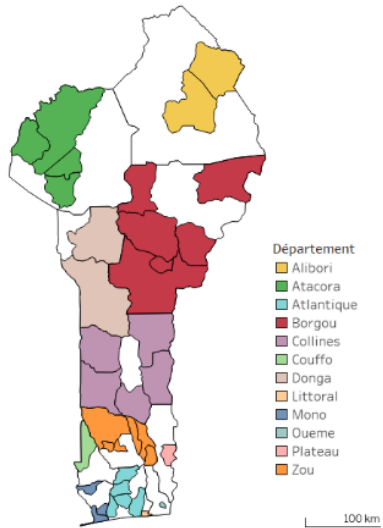 Département
Alibori
Atacora
Atlantique
Borgou
Collines
Couffo
Donga
Littoral
Mono
Oueme
Plateau
Zou
100 km